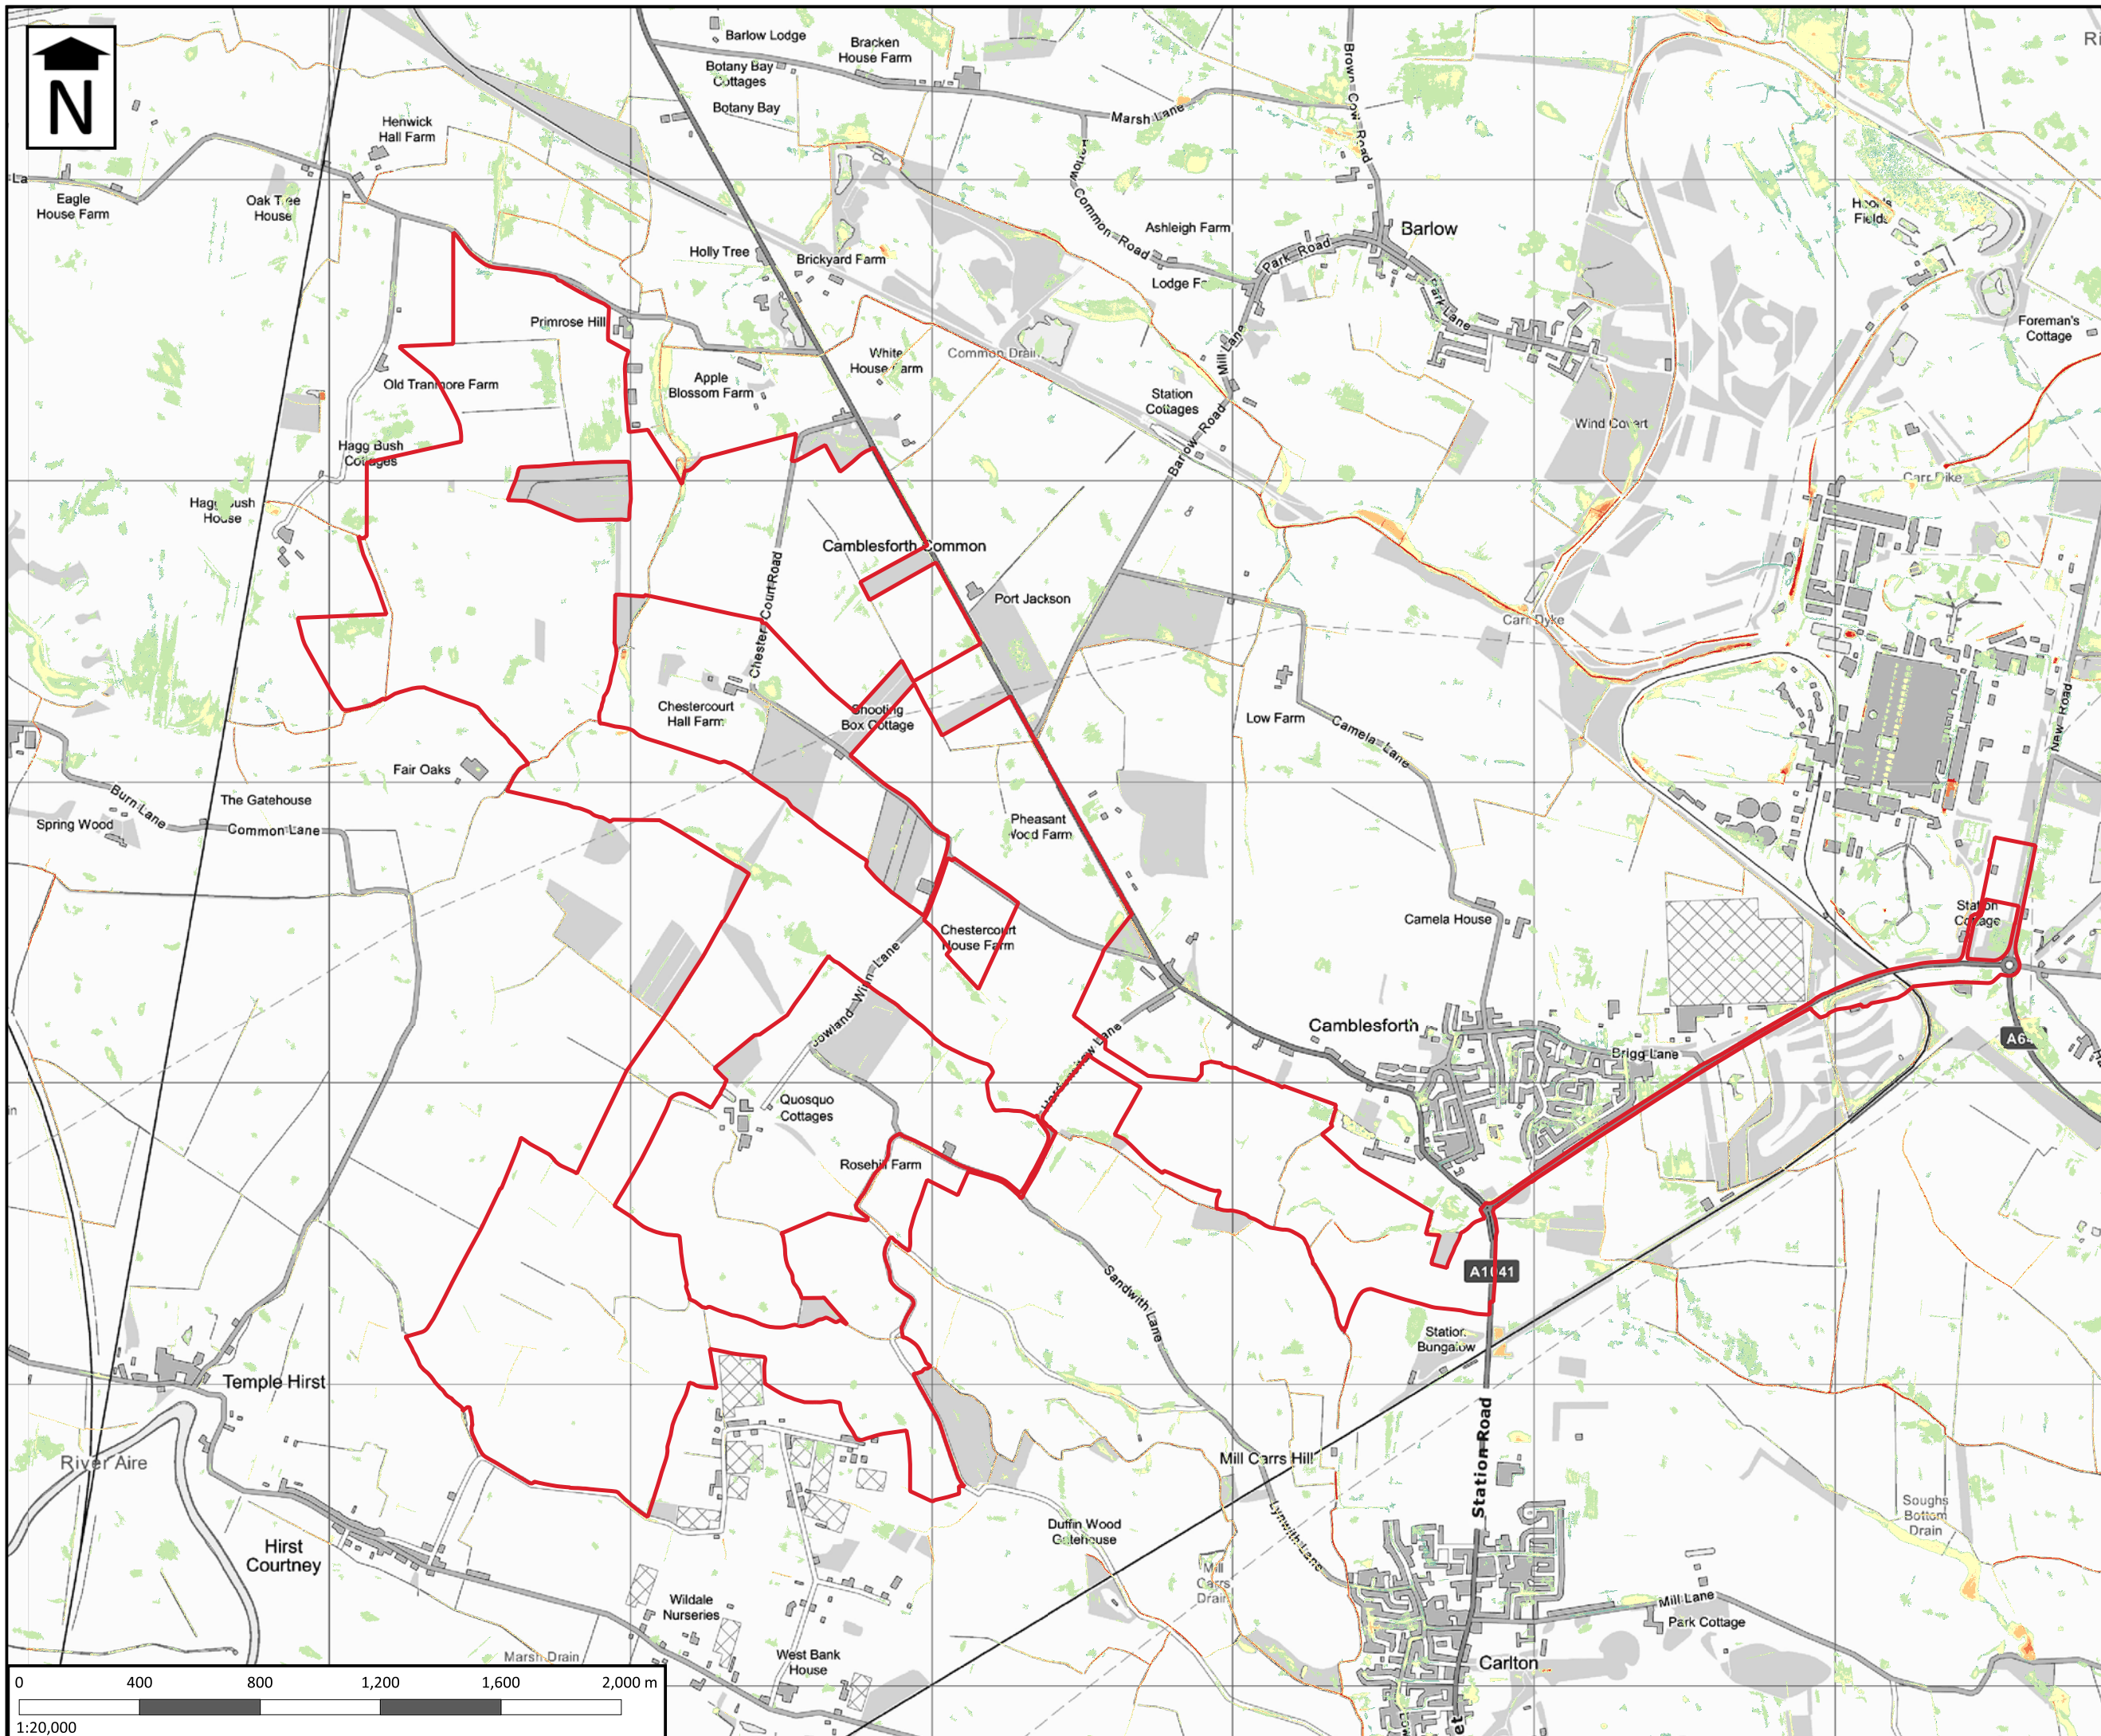 N
Barlow Lodge
Bracken
House Farm
Botany Bay
Cottages
Botany Bay
Marsh Lane
Brown Cow Road
Henwick
Hall Farm
Eagle
House Farm
Oak Tree
House
Barlow Common Road
Ashleigh Farm
Barlow
Park Road
Park Lane
Holly Tree
Brickyard Farm
Lodge F
Hook's
Fields
Foreman's
Cottage
Primrose Hill
White
House Farm
Common Drain
Mill Lane
Old Tranmore Farm
Apple
Blossom Farm
Station
Cottages
Barlow Road
Wind Covert
Hagg Bush
Cottages
Hagg Bush
House
Carr Dike
Camblesforth Common
Chester Court Road
Port Jackson
Carr Dyke
Chestercourt
Hall Farm
Shooting
Box Cottage
Low Farm
Camela Lane
New Road
Fair Oaks
Burn Lane
The Gatehouse
Spring Wood
Common Lane
Pheasant
Wood Farm
Camela House
Station
Cottage
Chestercourt
House Farm
Jowland Winn Lane
Camblesforth
Brigg Lane
A64
Quosquo
Cottages
Rosehill Farm
Sandwith Lane
A1041
Station
Bungalow
Temple Hirst
River Aire
Station Road
Mill Carrs Hill
Lynwith Lane
Soughs
Bottom
Drain
Duffin Wood
Gatehouse
Hirst
Courtney
Mill
Carrs
Drain
Wildale
Nurseries
Mill Lane
Park Cottage
Marsh Drain
West Bank
House
Carlton
0 400 800 1,200 1,600 2,000 m
1:20,000